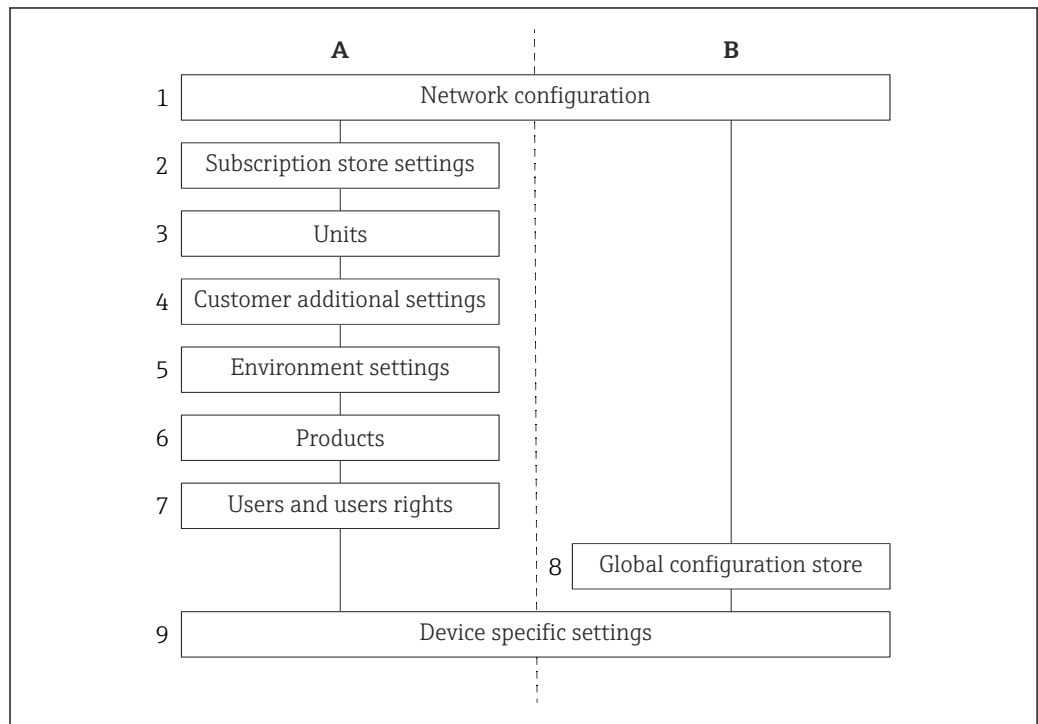 A B
1 Network configuration
2 Subscription store settings
3 Units
4 Customer additional settings
5 Environment settings
6 Products
7 Users and users rights
8 Global configuration store
9 Device specific settings